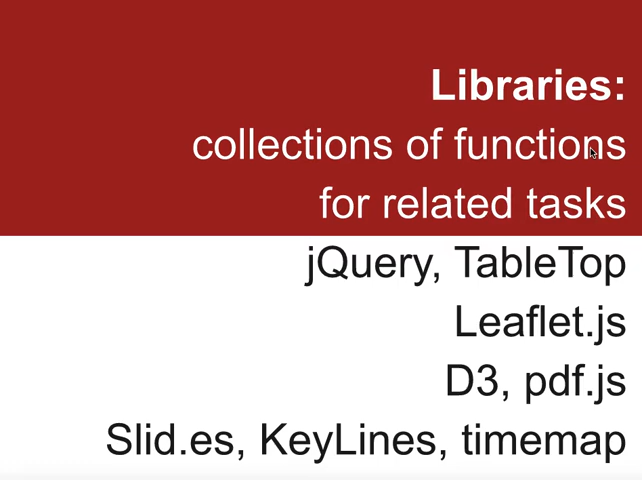 Libraries:
collections of functions
for related tasks
jQuery, TableTop
Leaflet.js
D3, pdf.js
Slid.es, KeyLines, timemap